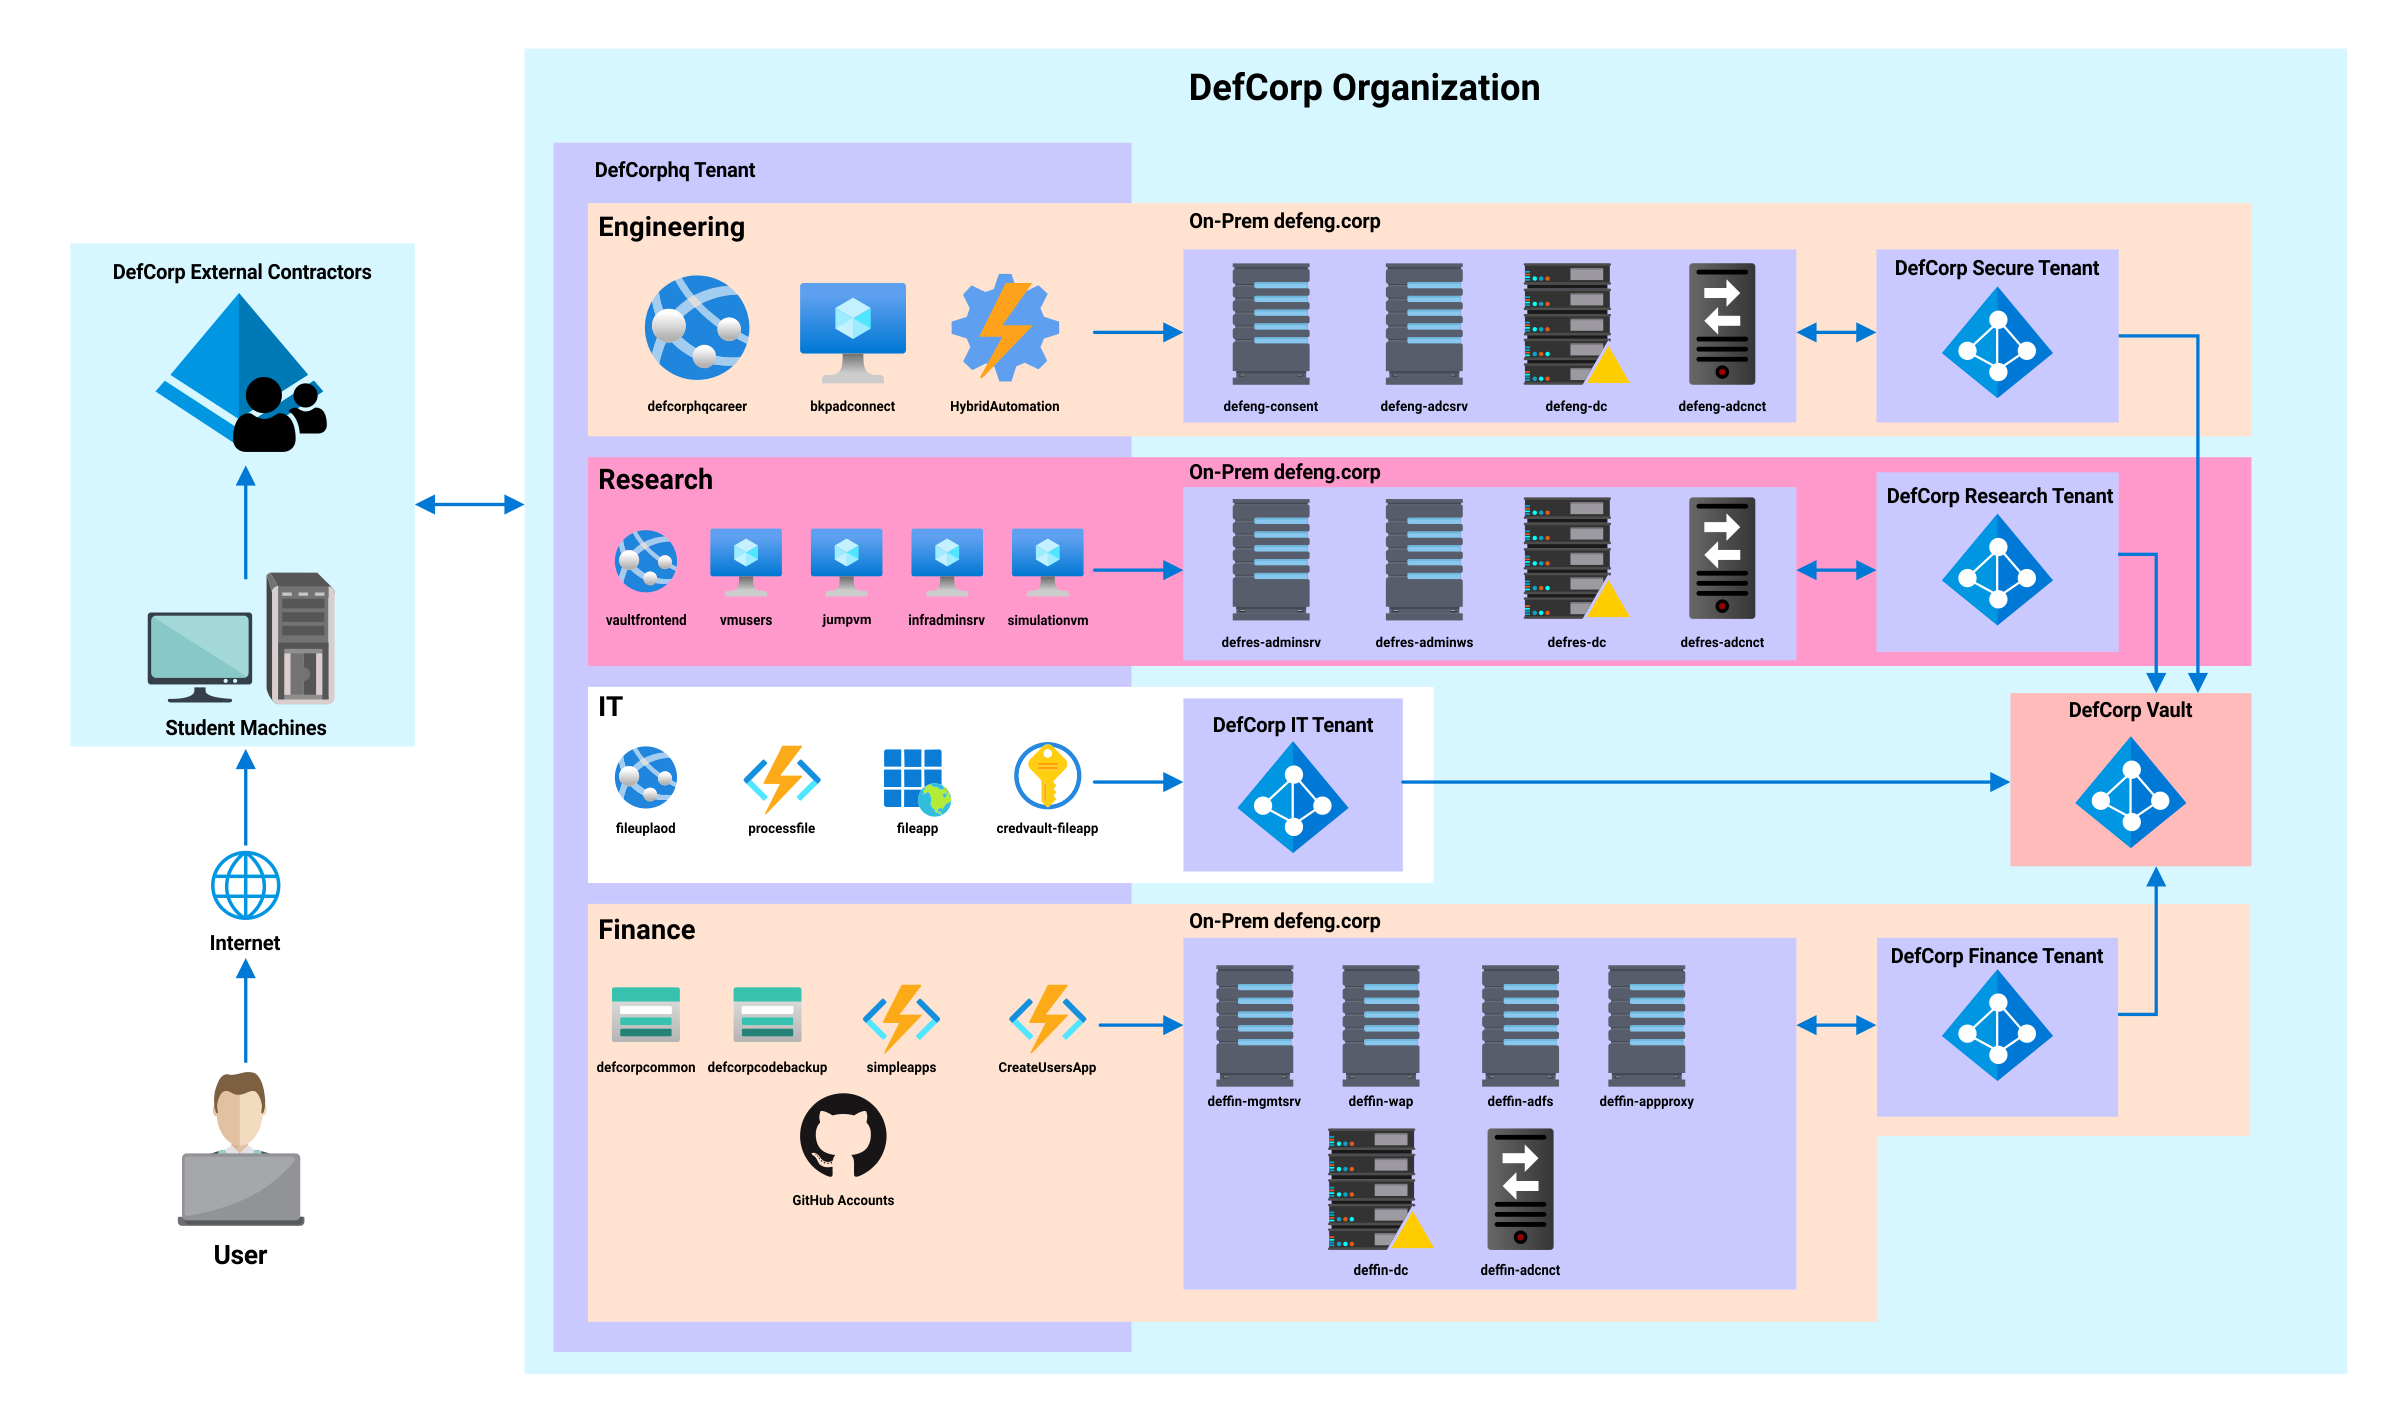 DefCorp Organization
DefCorphq Tenant
Engineering
On-Prem defeng.corp
DefCorp External Contractors
DefCorp Secure Tenant
defcorphqcareer
bkpadconnect
HybridAutomation
defeng-consent
defeng-adcsrv
defeng-dc
defeng-adcnct
Research
On-Prem defeng.corp
DefCorp Research Tenant
vaultfrontend
vmusers
jumpvm
infradminsrv
simulationvm
defres-adminsrv
defres-adminws
defres-dc
defres-adcnct
Student Machines
IT
DefCorp IT Tenant
DefCorp Vault
fileuplaod
processfile
fileapp
credvault-fileapp
Internet
Finance
On-Prem defeng.corp
DefCorp Finance Tenant
defcorpcommon
defcorpcodebackup
simpleapps
CreateUsersApp
deffin-mgmtsrv
deffin-wap
deffin-adfs
deffin-appproxy
GitHub Accounts
deffin-dc
deffin-adcnct
User